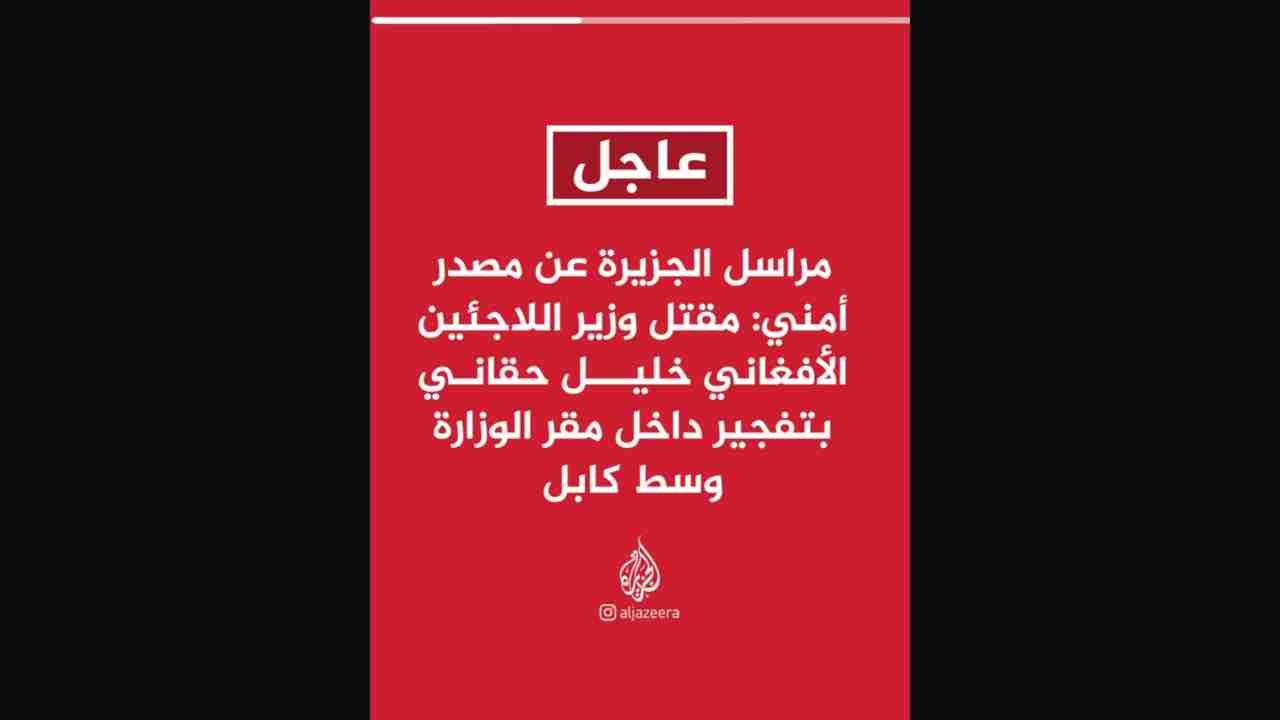 عاجل
مراسل الجزيرة عن مصدر
أمني: مقتل وزير اللاجئين
الأفغاني خليـــل حقانـي
بتفجير داخل مقر الوزارة
وسط كابل
الجزيرة
aljazeera